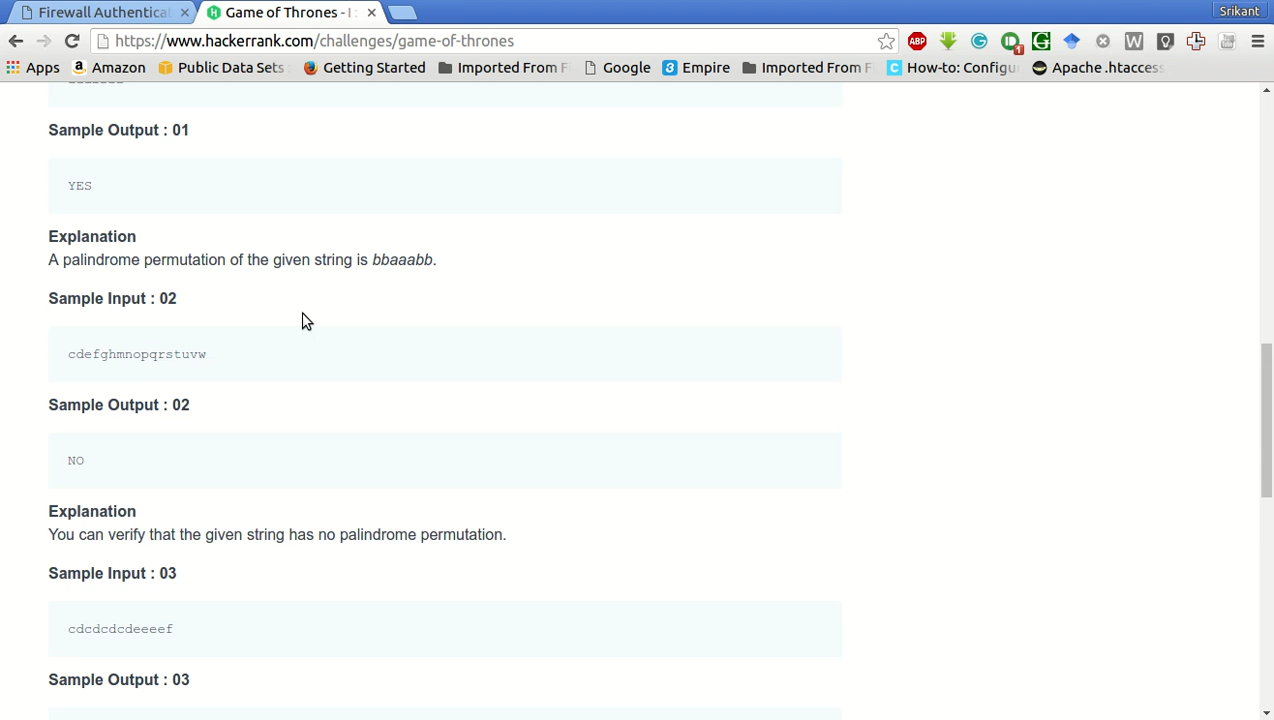 Firewall Authentica
Game of Thrones - I :
Srikant
https://www.hackerrank.com/challenges/game-of-thrones
ABP
1
G
W
Apps
Amazon
Public Data Sets
Getting Started
Imported From F
Google
Empire
Imported From F
How-to: Configu
Apache .htaccess
Sample Output : 01
YES
Explanation
A palindrome permutation of the given string is bbaaabb.
Sample Input : 02
cdefghmnopqrstuvw
Sample Output : 02
NO
Explanation
You can verify that the given string has no palindrome permutation.
Sample Input : 03
cdcdcdcdeeeef
Sample Output : 03